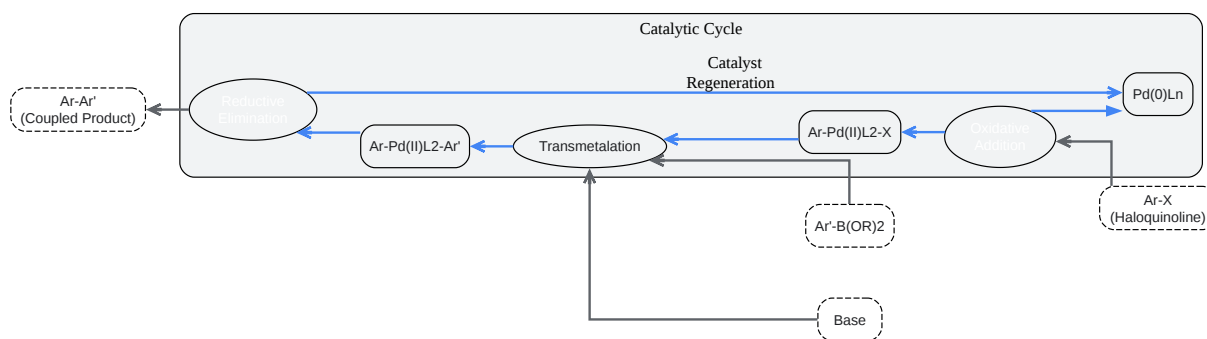 Catalytic Cycle
Catalyst
Regeneration
Ar-Ar'
(Coupled Product)
Reductive
Elimination
Pd(0)Ln
Ar-Pd(II)L2-Ar'
Transmetalation
Ar-Pd(II)L2-X
Oxidative
Addition
Ar'-B(OR)2
Ar-X
(Haloquinoline)
Base